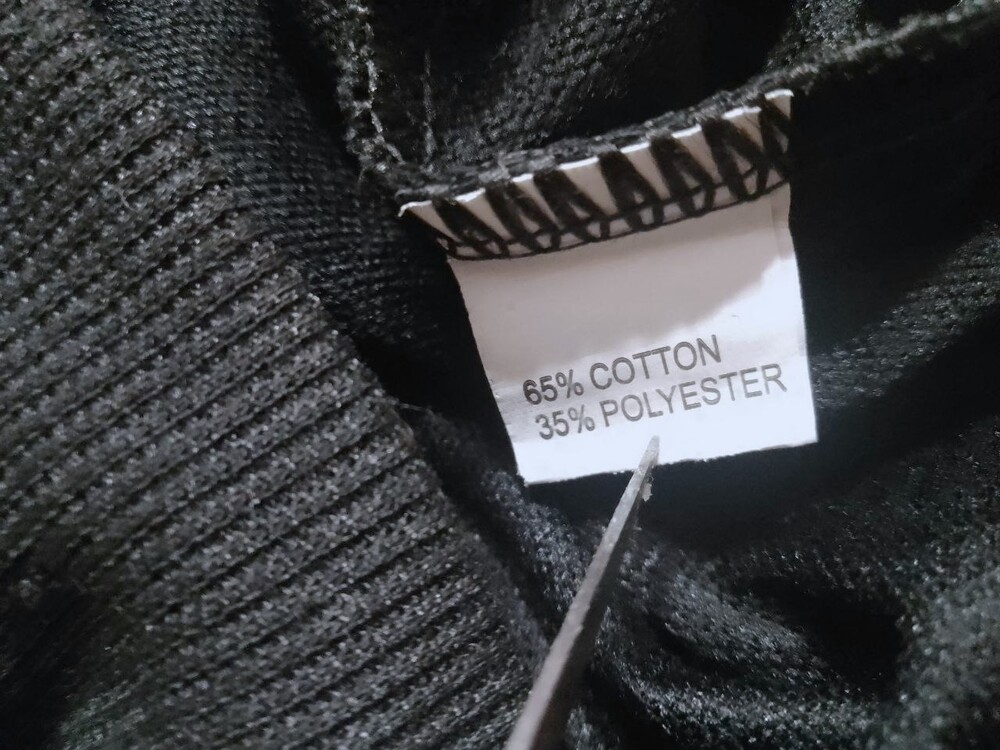 65% COTTON
35% POLYESTER